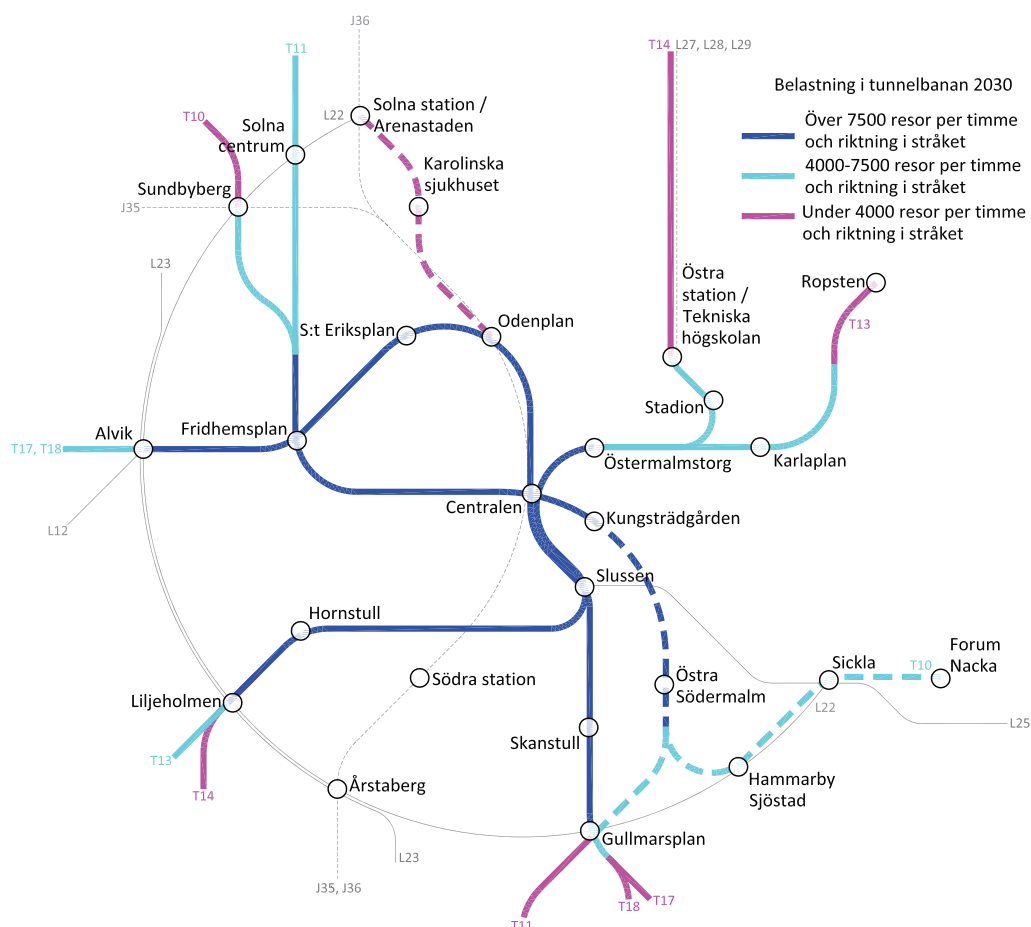 J36
T11
T14
L27, L28, L29
Belastning i tunnelbanan 2030
Över 7500 resor per timme
och riktning i stråket
4000-7500 resor per timme
och riktning i stråket
Under 4000 resor per timme
och riktning i stråket
T10
L22
Solna station /
Arenastaden
Solna
centrum
Karolinska
sjukhuset
Sundbyberg
J35
L23
Östra
station /
Tekniska
högskolan
Ropsten
T13
S:t Eriksplan
Odenplan
Stadion
Alvik
Fridhemsplan
T17, T18
Östermalmstorg
Karlaplan
Centralen
Kungsträdgården
L12
Slussen
Hornstull
Södra station
Östra
Södermalm
Sickla
T10
Forum
Nacka
Liljeholmen
L22
L25
Skanstull
T13
T14
Årstaberg
Hammarby
Sjöstad
Gullmarsplan
L23
J35, J36
T11
T18
T17